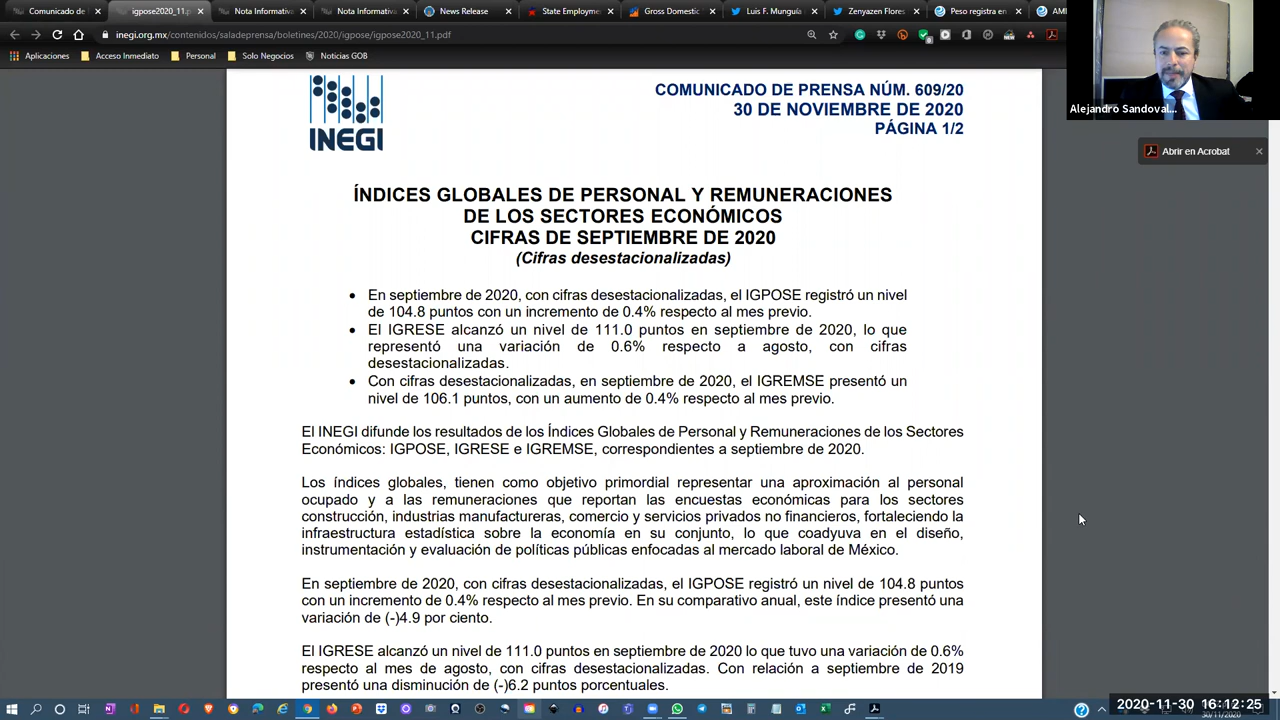 Comunicado de
igpose2020_11.p
Nota Informativ
Nota Informativ
News Release
State Employm
Gross Domestic
Luis F. Munguía
Zenyazen Flores
Peso registra en
inegi.org.mx/contenidos/saladeprensa/boletines/2020/igpose/igpose2020_11.pdf
Aplicaciones
Acceso Inmediato
Personal
Solo Negocios
Nota GOB
Alejandro Sandoval...
Abrir en Acrobat
INEGI
COMUNICADO DE PRENSA NÚM. 609/20
30 DE NOVIEMBRE DE 2020
PÁGINA 1/2
ÍNDICES GLOBALES DE PERSONAL Y REMUNERACIONES
DE LOS SECTORES ECONÓMICOS
CIFRAS DE SEPTIEMBRE DE 2020
(Cifras desestacionalizadas)
• En septiembre de 2020, con cifras desestacionalizadas, el IGPOSE registró un nivel
de 104.8 puntos con un incremento de 0.4% respecto al mes previo.
• El IGRESE alcanzó un nivel de 111.0 puntos en septiembre de 2020, lo que
representó una variación de 0.6% respecto a agosto, con cifras
desestacionalizadas.
• Con cifras desestacionalizadas, en septiembre de 2020, el IGREMSE presentó un
nivel de 106.1 puntos, con un aumento de 0.4% respecto al mes previo.
El INEGI difunde los resultados de los Índices Globales de Personal y Remuneraciones de los Sectores
Económicos: IGPOSE, IGRESE e IGREMSE, correspondientes a septiembre de 2020.
Los índices globales, tienen como objetivo primordial representar una aproximación al personal
ocupado y a las remuneraciones que reportan las encuestas económicas para los sectores
construcción, industrias manufactureras, comercio y servicios privados no financieros, fortaleciendo la
infraestructura estadística sobre la economía en su conjunto, lo que coadyuva en el diseño,
instrumentación y evaluación de políticas públicas enfocadas al mercado laboral de México.
En septiembre de 2020, con cifras desestacionalizadas, el IGPOSE registró un nivel de 104.8 puntos
con un incremento de 0.4% respecto al mes previo. En su comparativo anual, este índice presentó una
variación de (-)4.9 por ciento.
El IGRESE alcanzó un nivel de 111.0 puntos en septiembre de 2020 lo que tuvo una variación de 0.6%
respecto al mes de agosto, con cifras desestacionalizadas. Con relación a septiembre de 2019
presentó una disminución de (-)6.2 puntos porcentuales.
2020-11-30 16:12:25
30/11/2020